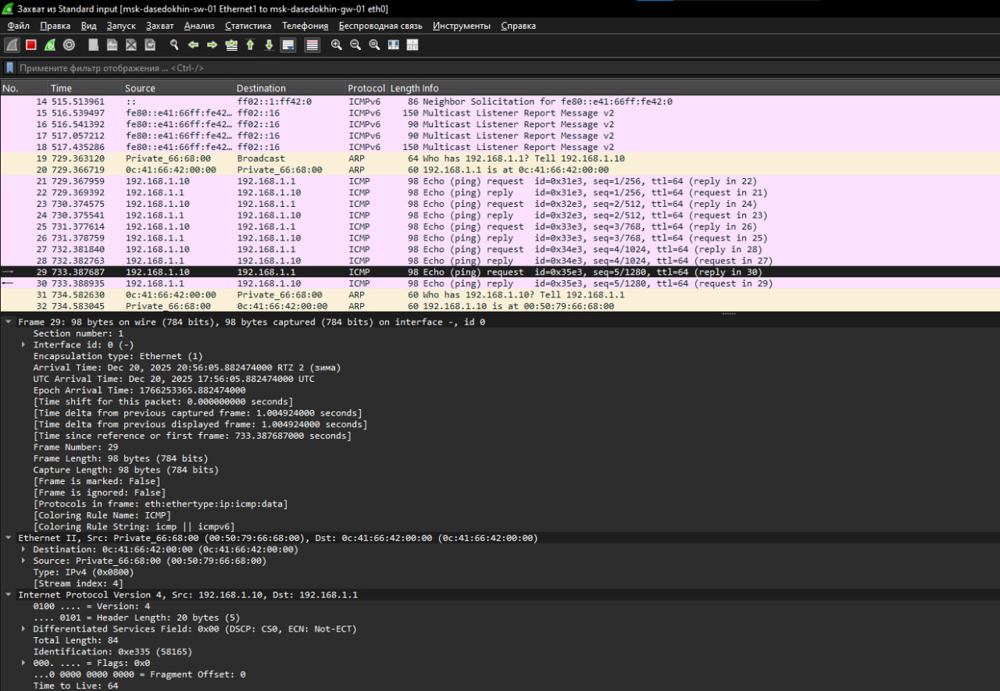 Захват из Standard input [msk-dasedokhin-sw-01 Ethernet1 to msk-dasedokhin-gw-01 eth0]
Файл Правка Вид Запуск Захват Анализ Статистика Телефония Беспроводная связь Инструменты Справка
Примените фильтр отображения ... <Ctrl-/>
No. Time Source Destination Protocol Length Info
14 515.513961 :: ff02::1:ff42:0 ICMPv6 86 Neighbor Solicitation for fe80::e41:66ff:fe42:0
15 516.539497 fe80::e41:66ff:fe42… ff02::16 ICMPv6 150 Multicast Listener Report Message v2
16 516.541392 fe80::e41:66ff:fe42… ff02::16 ICMPv6 90 Multicast Listener Report Message v2
17 517.057212 fe80::e41:66ff:fe42… ff02::16 ICMPv6 90 Multicast Listener Report Message v2
18 517.435286 fe80::e41:66ff:fe42… ff02::16 ICMPv6 150 Multicast Listener Report Message v2
19 729.363120 Private_66:68:00 Broadcast ARP 64 Who has 192.168.1.1? Tell 192.168.1.10
20 729.366719 0c:41:66:42:00:00 Private_66:68:00 ARP 60 192.168.1.1 is at 0c:41:66:42:00:00
21 729.367959 192.168.1.10 192.168.1.1 ICMP 98 Echo (ping) request id=0x31e3, seq=1/256, ttl=64 (reply in 22)
22 729.369392 192.168.1.1 192.168.1.10 ICMP 98 Echo (ping) reply id=0x31e3, seq=1/256, ttl=64 (request in 21)
23 730.374575 192.168.1.10 192.168.1.1 ICMP 98 Echo (ping) request id=0x32e3, seq=2/512, ttl=64 (reply in 24)
24 730.375541 192.168.1.1 192.168.1.10 ICMP 98 Echo (ping) reply id=0x32e3, seq=2/512, ttl=64 (request in 23)
25 731.377614 192.168.1.10 192.168.1.1 ICMP 98 Echo (ping) request id=0x33e3, seq=3/768, ttl=64 (reply in 26)
26 731.378759 192.168.1.1 192.168.1.10 ICMP 98 Echo (ping) reply id=0x33e3, seq=3/768, ttl=64 (request in 25)
27 732.381840 192.168.1.10 192.168.1.1 ICMP 98 Echo (ping) request id=0x34e3, seq=4/1024, ttl=64 (reply in 28)
28 732.382763 192.168.1.1 192.168.1.10 ICMP 98 Echo (ping) reply id=0x34e3, seq=4/1024, ttl=64 (request in 27)
29 733.387687 192.168.1.10 192.168.1.1 ICMP 98 Echo (ping) request id=0x35e3, seq=5/1280, ttl=64 (reply in 30)
30 733.388935 192.168.1.1 192.168.1.10 ICMP 98 Echo (ping) reply id=0x35e3, seq=5/1280, ttl=64 (request in 29)
31 734.582630 0c:41:66:42:00:00 Private_66:68:00 ARP 60 Who has 192.168.1.10? Tell 192.168.1.1
32 734.583045 Private_66:68:00 0c:41:66:42:00:00 ARP 60 192.168.1.10 is at 00:50:79:66:68:00
Frame 29: 98 bytes on wire (784 bits), 98 bytes captured (784 bits) on interface -, id 0
Section number: 1
Interface id: 0 (-)
Encapsulation type: Ethernet (1)
Arrival Time: Dec 20, 2025 20:56:05.882474000 RTZ 2 (зима)
UTC Arrival Time: Dec 20, 2025 17:56:05.882474000 UTC
Epoch Arrival Time: 1766253365.882474000
[Time shift for this packet: 0.000000000 seconds]
[Time delta from previous captured frame: 1.004924000 seconds]
[Time delta from previous displayed frame: 1.004924000 seconds]
[Time since reference or first frame: 733.387687000 seconds]
Frame Number: 29
Frame Length: 98 bytes (784 bits)
Capture Length: 98 bytes (784 bits)
[Frame is marked: False]
[Frame is ignored: False]
[Protocols in frame: eth:ethertype:ip:icmp:data]
[Coloring Rule Name: ICMP]
[Coloring Rule String: icmp || icmpv6]
Ethernet II, Src: Private_66:68:00 (00:50:79:66:68:00), Dst: 0c:41:66:42:00:00 (0c:41:66:42:00:00)
Destination: 0c:41:66:42:00:00 (0c:41:66:42:00:00)
Source: Private_66:68:00 (00:50:79:66:68:00)
Type: IPv4 (0x0800)
[Stream index: 4]
Internet Protocol Version 4, Src: 192.168.1.10, Dst: 192.168.1.1
0100 .... = Version: 4
.... 0101 = Header Length: 20 bytes (5)
Differentiated Services Field: 0x00 (DSCP: CS0, ECN: Not-ECT)
Total Length: 84
Identification: 0xe335 (58165)
000. .... = Flags: 0x0
...0 0000 0000 0000 = Fragment Offset: 0
Time to Live: 64